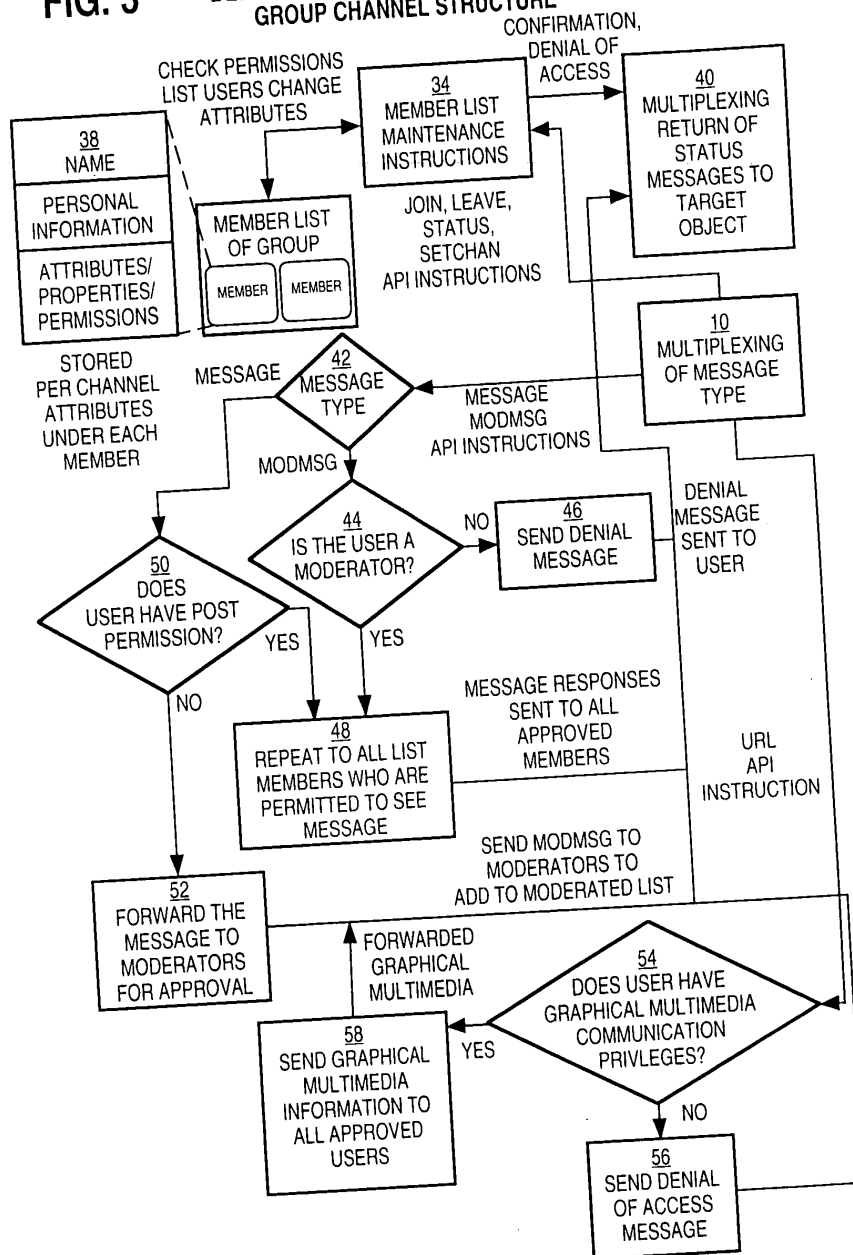 FIG. 3
GROUP CHANNEL STRUCTURE
CHECK PERMISSIONS
LIST USERS CHANGE
ATTRIBUTES
CONFIRMATION,
DENIAL OF
ACCESS
38
NAME
PERSONAL
INFORMATION
ATTRIBUTES/
PROPERTIES/
PERMISSIONS
STORED
PER CHANNEL
ATTRIBUTES
UNDER EACH
MEMBER
34
MEMBER LIST
MAINTENANCE
INSTRUCTIONS
40
MULTIPLEXING
RETURN OF
STATUS
MESSAGES TO
TARGET
OBJECT
MEMBER LIST
OF GROUP
MEMBER
MEMBER
JOIN, LEAVE,
STATUS,
SETCHAN
API INSTRUCTIONS
10
MULTIPLEXING
OF MESSAGE
TYPE
42
MESSAGE
TYPE
MESSAGE
MESSAGE
MODMSG
API INSTRUCTIONS
MODMSG
44
IS THE USER A
MODERATOR?
NO
46
SEND DENIAL
MESSAGE
DENIAL
MESSAGE
SENT TO
USER
50
DOES
USER HAVE POST
PERMISSION?
YES
YES
NO
48
REPEAT TO ALL LIST
MEMBERS WHO ARE
PERMITTED TO SEE
MESSAGE
MESSAGE RESPONSES
SENT TO ALL
APPROVED
MEMBERS
URL
API
INSTRUCTION
52
FORWARD THE
MESSAGE TO
MODERATORS
FOR APPROVAL
SEND MODMSG TO
MODERATORS TO
ADD TO MODERATED LIST
FORWARDED
GRAPHICAL
MULTIMEDIA
54
DOES USER HAVE
GRAPHICAL MULTIMEDIA
COMMUNICATION
PRIVLEGES?
YES
NO
58
SEND GRAPHICAL
MULTIMEDIA
INFORMATION TO
ALL APPROVED
USERS
56
SEND DENIAL
OF ACCESS
MESSAGE